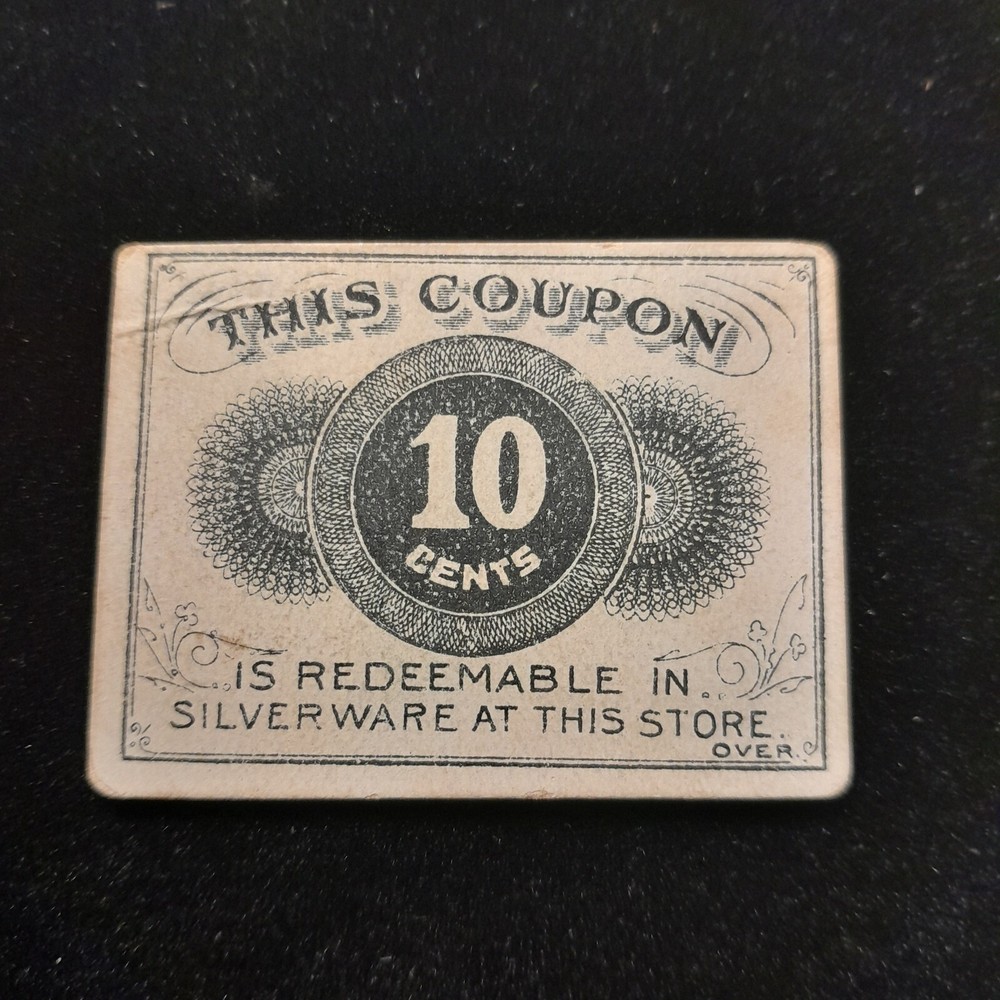 THIS COUPON
10
CENTS
IS REDEEMABLE IN
SILVERWARE AT THIS STORE.
OVER.